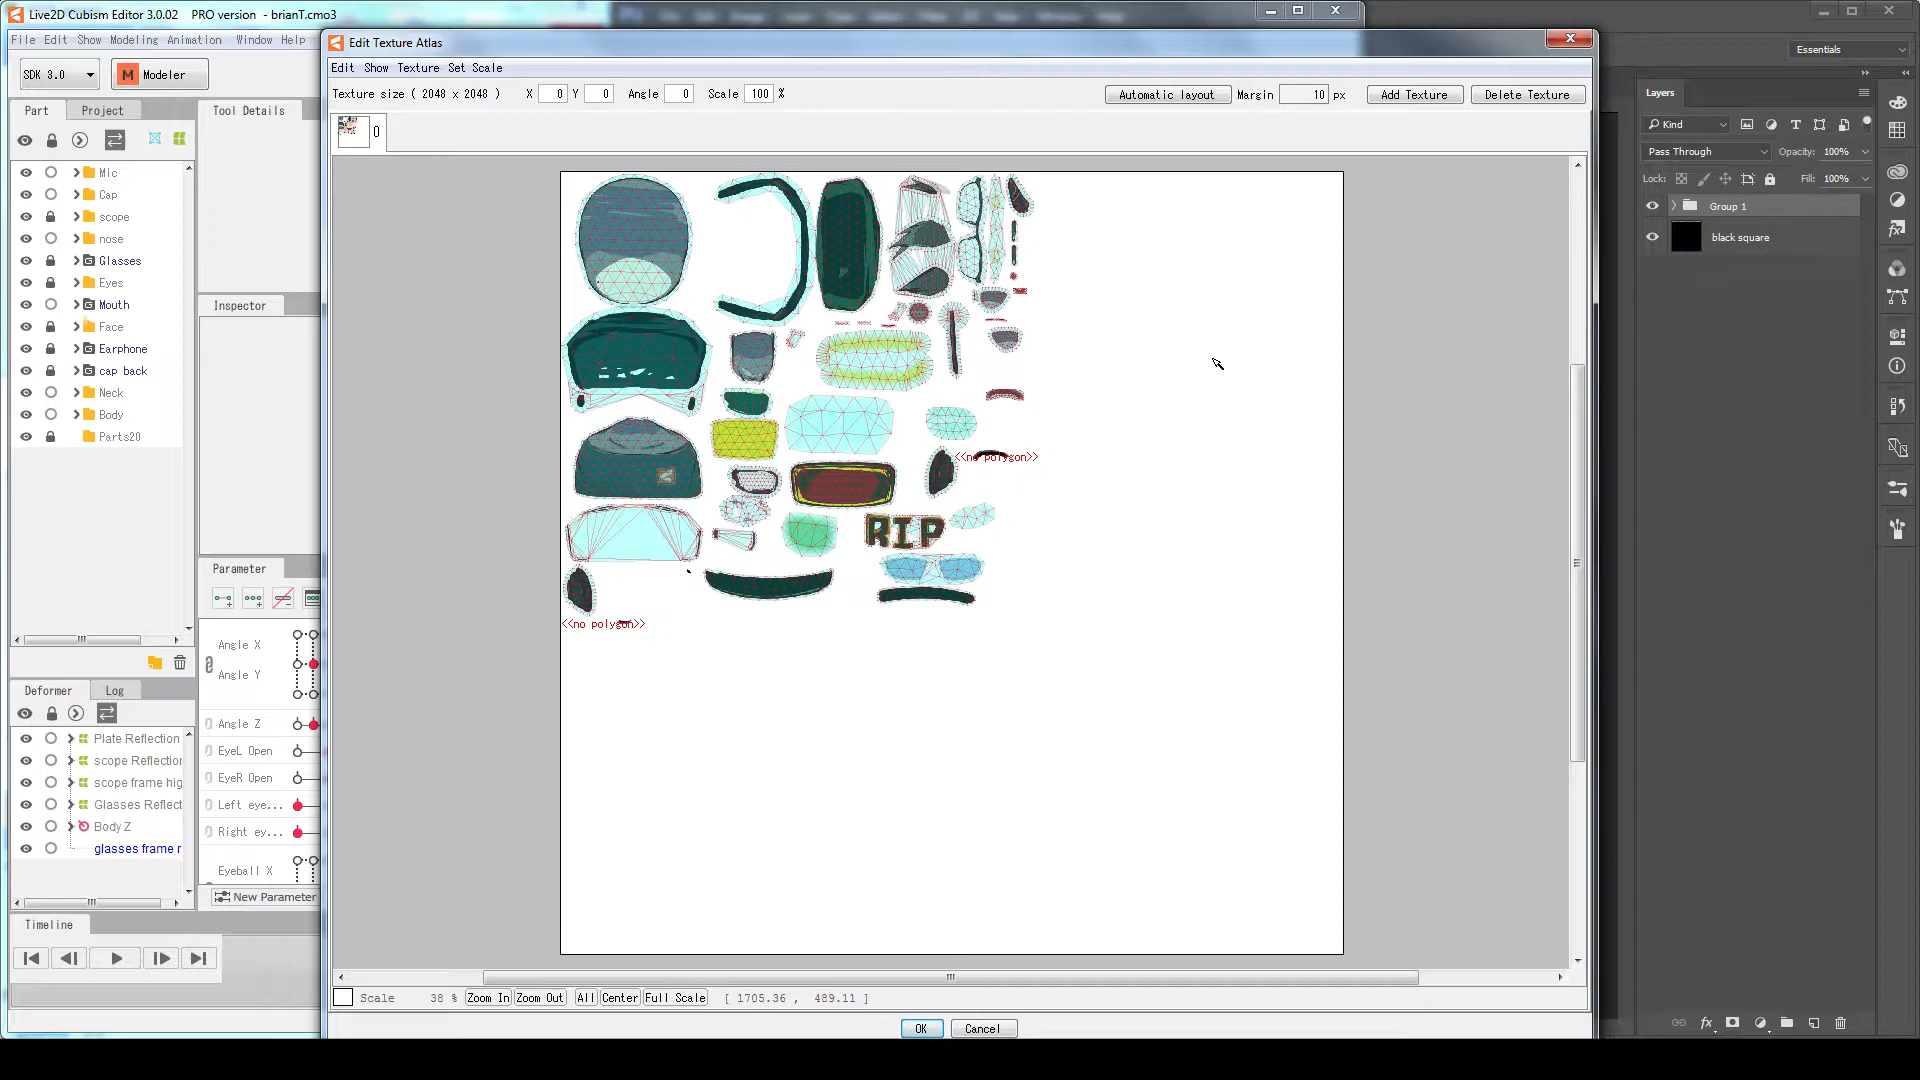 Live2D Cubism Editor 3.0.02    PRO version  - brianT.cmo3
File Edit Show Modeling Animation Window Help
SDK 3.0
M Modeler
Part Project
Tool Details
Mic
Cap
scope
nose
Glasses
Eyes
Mouth
Face
Earphone
cap back
Neck
Body
Parts20
Inspector
Parameter
Angle X
Angle Y
Angle Z
EyeL Open
EyeR Open
Left eye...
Right ey...
Eyeball X
New Parameter
Deformer Log
Plate Reflection
scope Reflection
scope frame hig
Glasses Reflect
Body Z
glasses frame r
Timeline
Edit Texture Atlas
Edit Show Texture Set Scale
Texture size ( 2048 x 2048 ) X 0 Y 0 Angle 0 Scale 100 %
Automatic layout Margin 10 px Add Texture Delete Texture
0
<<no polygon>>
RIP
<<no polygon>>
Scale 38 % Zoom In Zoom Out All Center Full Scale [ 1705.36 , 489.11 ]
OK Cancel
Essentials
Layers
Kind
Pass Through Opacity: 100%
Lock: Fill: 100%
Group 1
black square